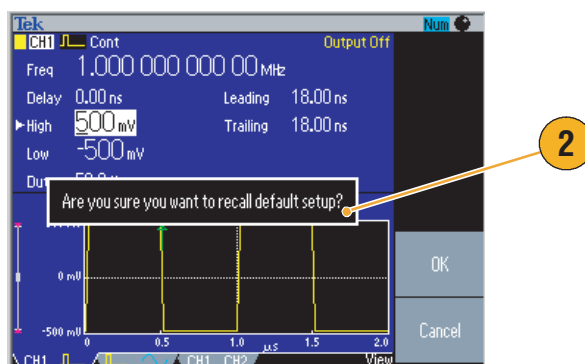 Tek Num
CH1 Cont Output Off
Freq 1.000 000 000 00 MHz
Delay 0.00 ns Leading 18.00 ns
High 500 mV Trailing 18.00 ns
Low -500 mV
2
Are you sure you want to recall default setup?
OK
0 mV
-500 mV
0 0.5 1.0 µs 1.5 2.0
Cancel
CH1 CH1 CH2 View